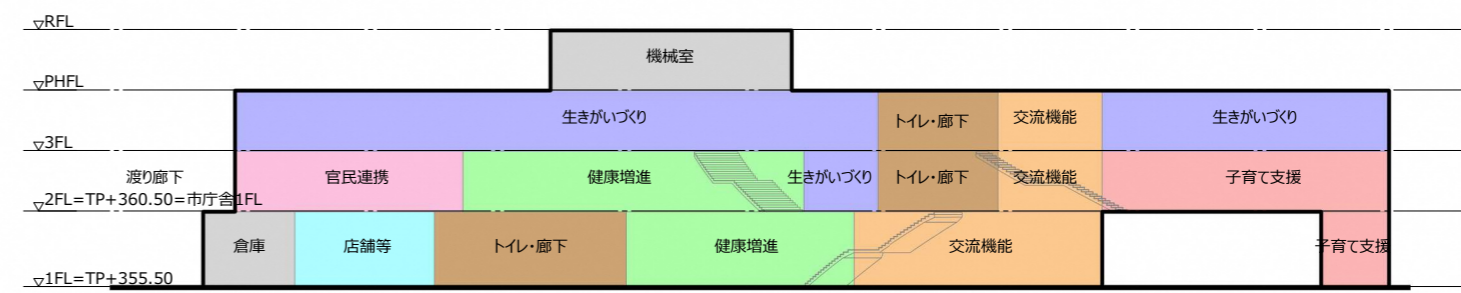 ▽RFL
機械室
▽PHFL
生きがいづくり
トイレ・廊下
交流機能
生きがいづくり
▽3FL
渡り廊下
官民連携
健康増進
生きがいづくり
トイレ・廊下
交流機能
子育て支援
▽2FL=TP+360.50=市庁舎1FL
倉庫
店舗等
トイレ・廊下
健康増進
交流機能
子育て支援
▽1FL=TP+355.50